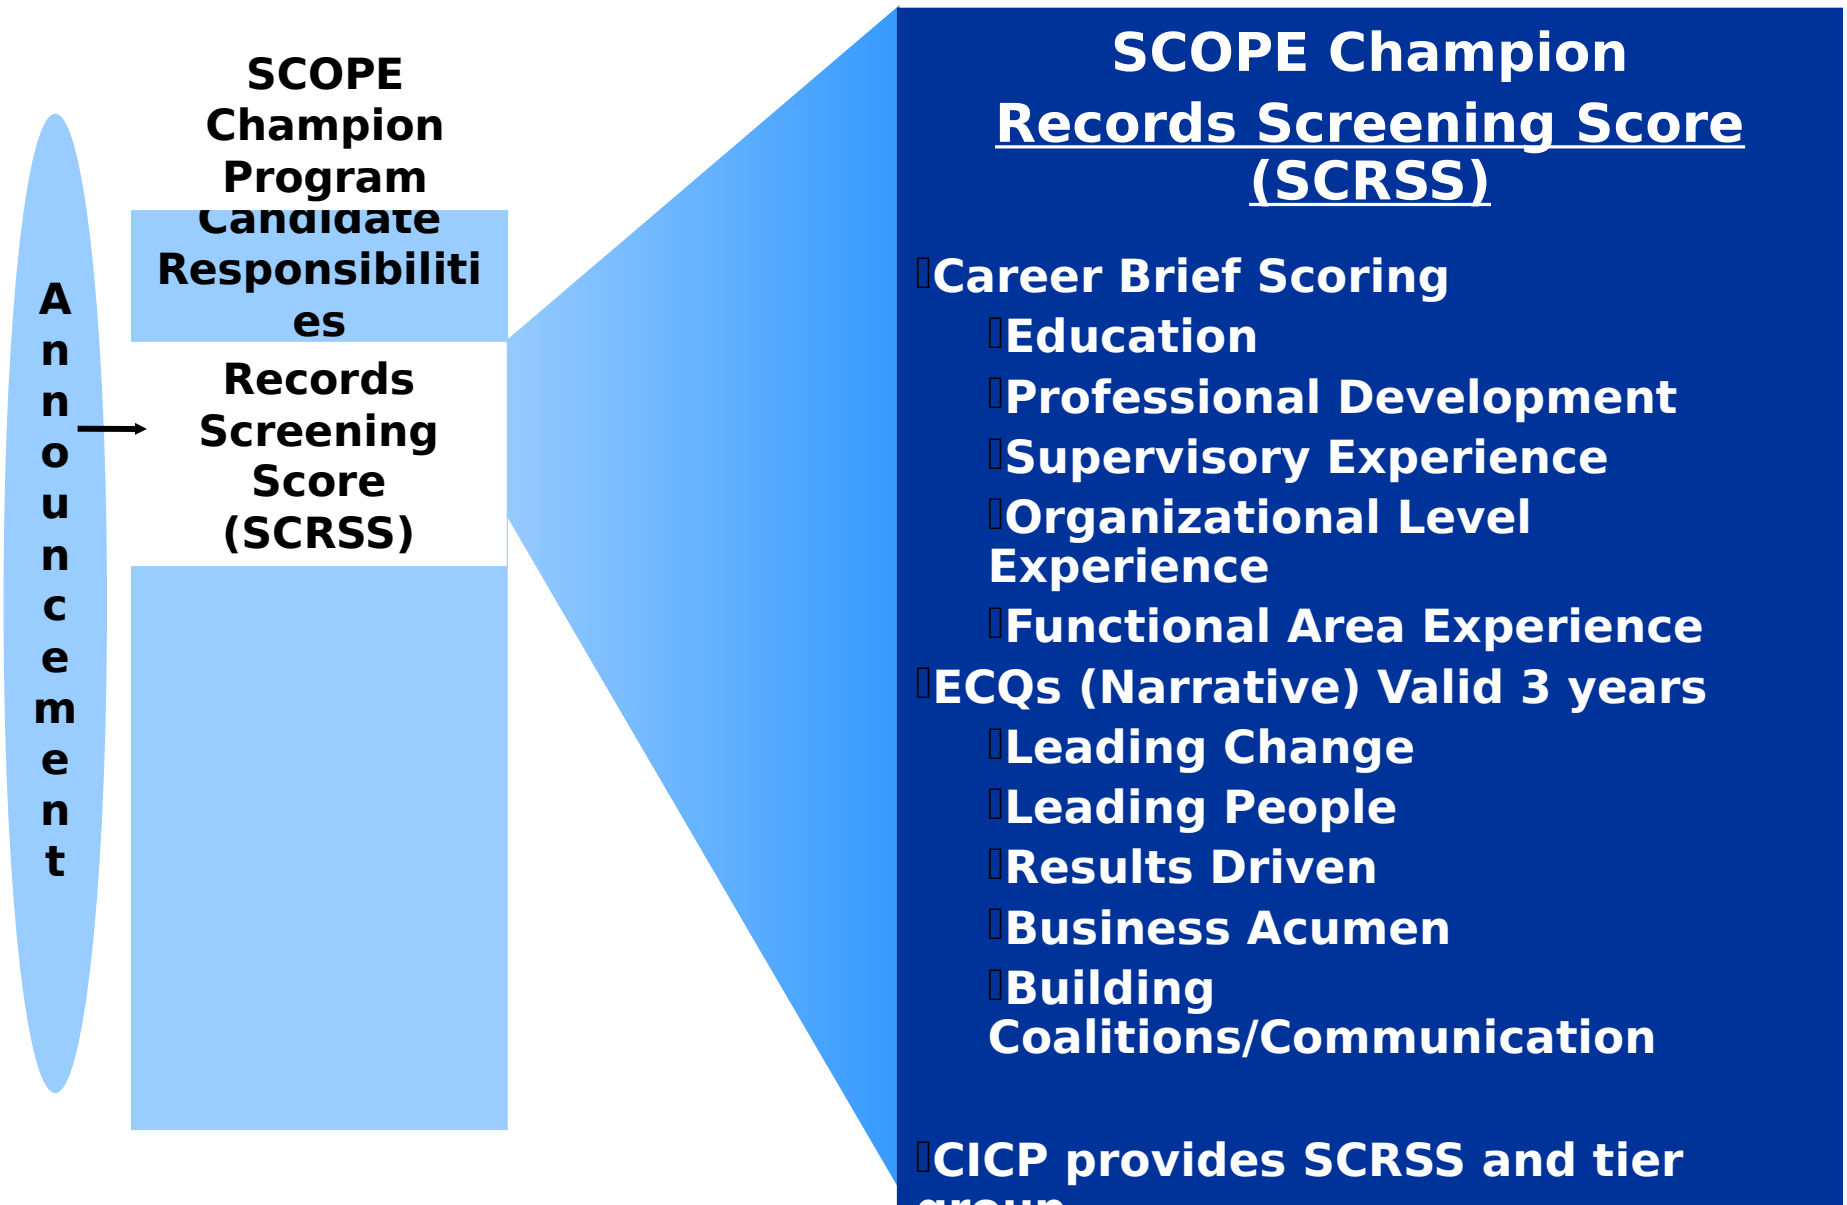 Announcement
SCOPE
Champion
Program
Candidate
Responsibiliti
es
Records
Screening
Score
(SCRSS)
SCOPE Champion
Records Screening Score
(SCRSS)
Career Brief Scoring
Education
Professional Development
Supervisory Experience
Organizational Level
Experience
Functional Area Experience
ECQs (Narrative) Valid 3 years
Leading Change
Leading People
Results Driven
Business Acumen
Building
Coalitions/Communication
CICP provides SCRSS and tier
group